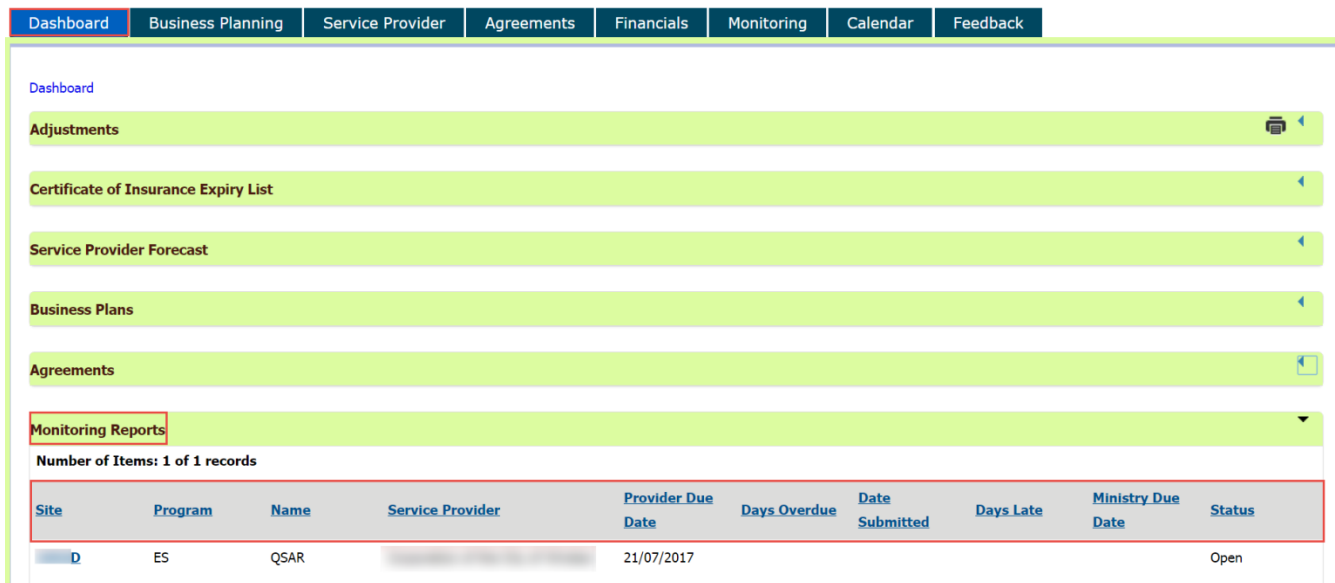 Dashboard Business Planning Service Provider Agreements Financials Monitoring Calendar Feedback
Dashboard
Adjustments
Certificate of Insurance Expiry List
Service Provider Forecast
Business Plans
Agreements
Monitoring Reports
Number of Items: 1 of 1 records
Site Program Name Service Provider Provider Due Date Days Overdue Date Submitted Days Late Ministry Due Date Status
D ES QSAR 21/07/2017 Open